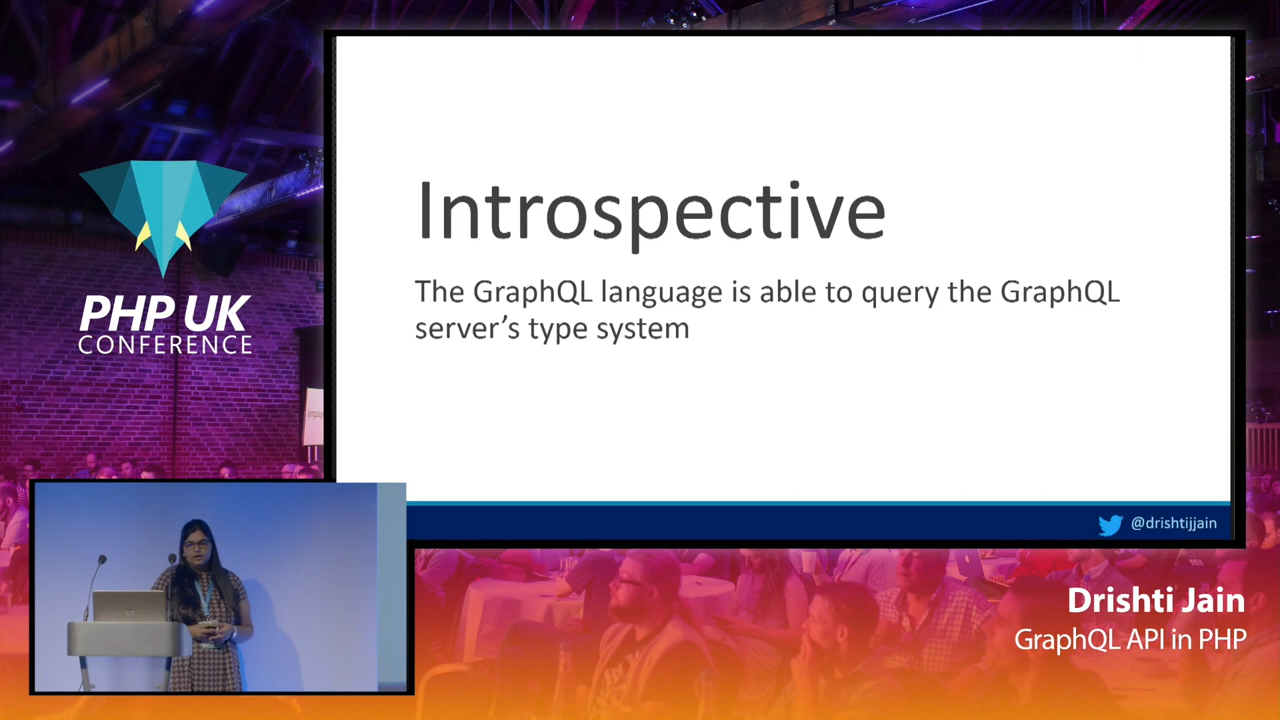 PHP UK
CONFERENCE
Introspective
The GraphQL language is able to query the GraphQL
server’s type system
@drishtijjain
Drishti Jain
GraphQL API in PHP